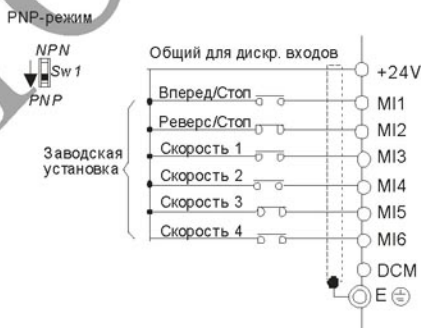 PNP-режим
NPN
Sw1
PNP
Общий для дискр. входов
+24V
Вперед/Стоп
MI1
Реверс/Стоп
MI2
Заводская установка
Скорость 1
MI3
Скорость 2
MI4
Скорость 3
MI5
Скорость 4
MI6
DCM
E